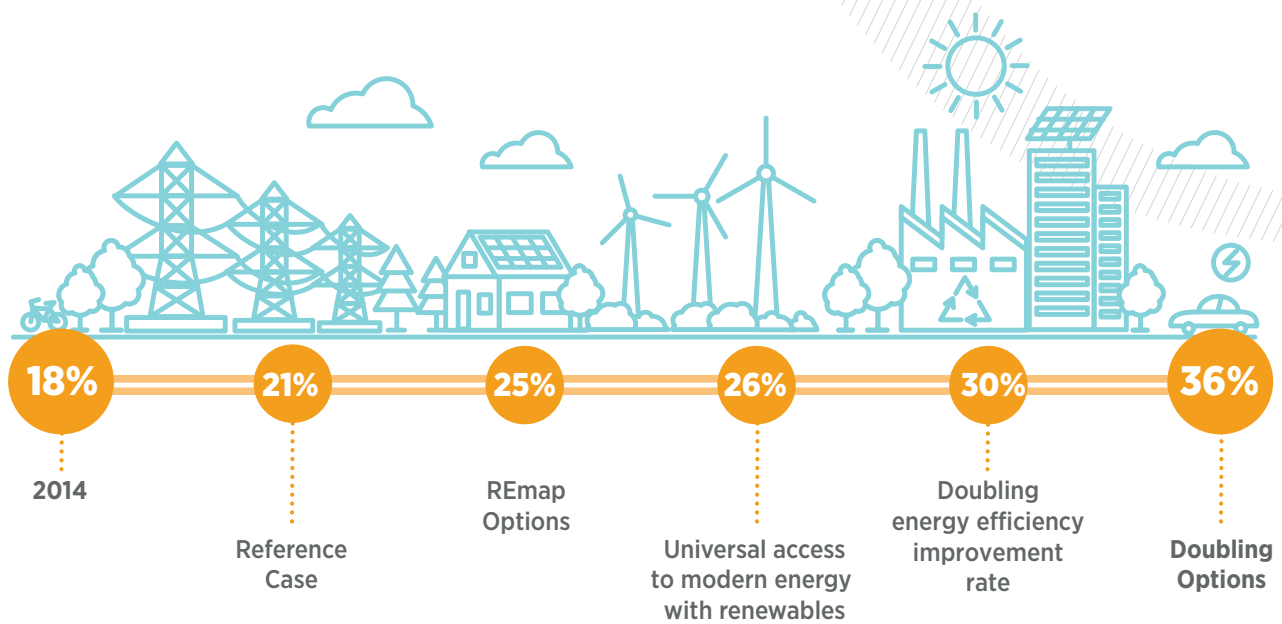 18%
21%
25%
26%
30%
36%
2014
Reference
Case
REmap
Options
Universal access
to modern energy
with renewables
Doubling
energy efficiency
improvement
rate
Doubling
Options